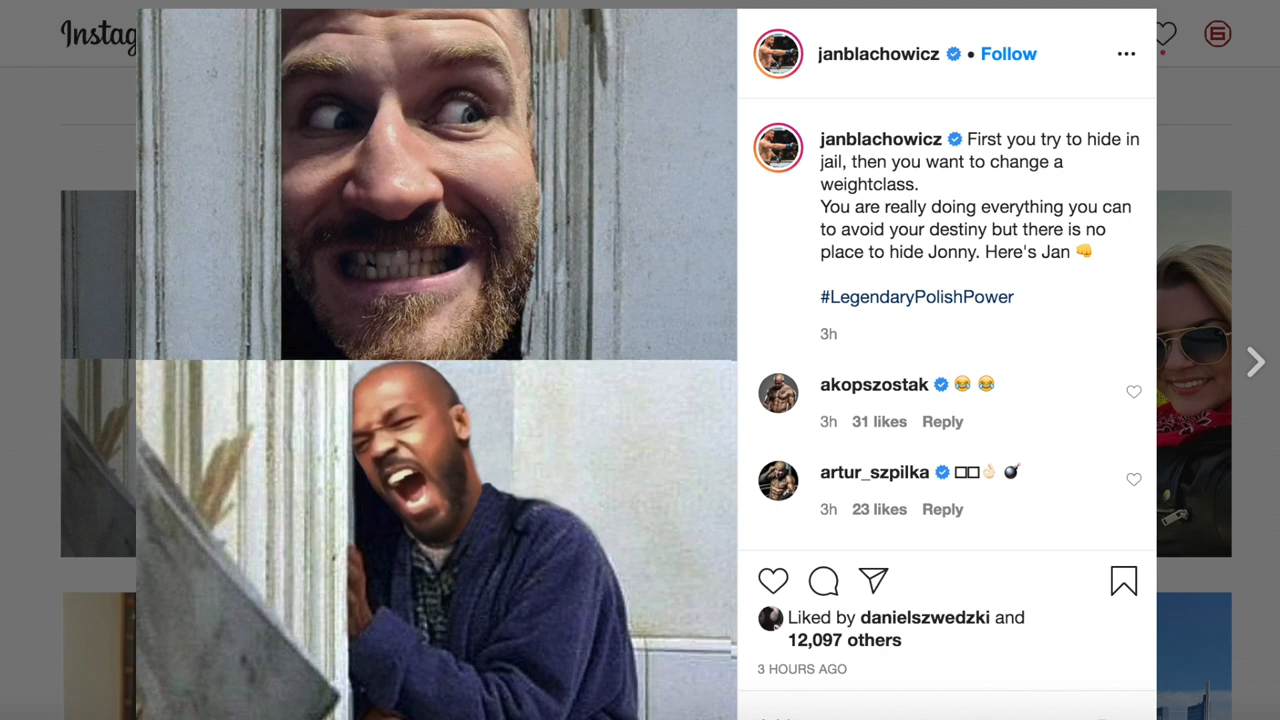 Instag
janblachowicz • Follow
janblachowicz First you try to hide in
jail, then you want to change a
weightclass.
You are really doing everything you can
to avoid your destiny but there is no
place to hide Jonny. Here's Jan 👊
#LegendaryPolishPower
3h
akopszostak 😂 😂
3h 31 likes Reply
artur_szpilka □□👌🏻 💣
3h 23 likes Reply
Liked by danielszwedzki and
12,097 others
3 HOURS AGO